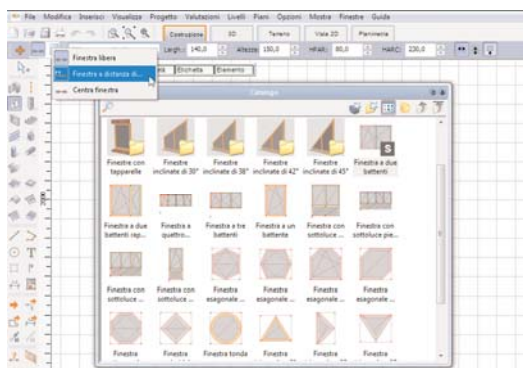 File Modifica Inserisci Visualizza Progetto Valutazioni Livelli Piani Opzioni Mostra Finestre Guide
Costruzione 3D Terreno Vista 2D Planimetria
Largh.: 140,0 Altezza: 150,0 HPAR: 80,0 HARC: 230,0
Finestra libera
Finestra a distanza di...
Centra finestra
Etichetta Elemento
Catalogo
Finestre con tapparelle
Finestre inclinate di 30°
Finestre inclinate di 38°
Finestre inclinate di 42°
Finestre inclinate di 45°
Finestra a due battenti
S
Finestra a due battenti rap...
Finestra a quattro...
Finestra a tre battenti
Finestra a un battente
Finestra con sottoluce ...
Finestra con sottoluce pie...
Finestra con sottoluce ...
Finestra con sottoluce ...
Finestra esagonale ...
Finestra esagonale ...
Finestra esagonale ...
Finestra esagonale ...
Finestra
Finestra
Finestra tonda
Finestra
Finestra
Finestra
T